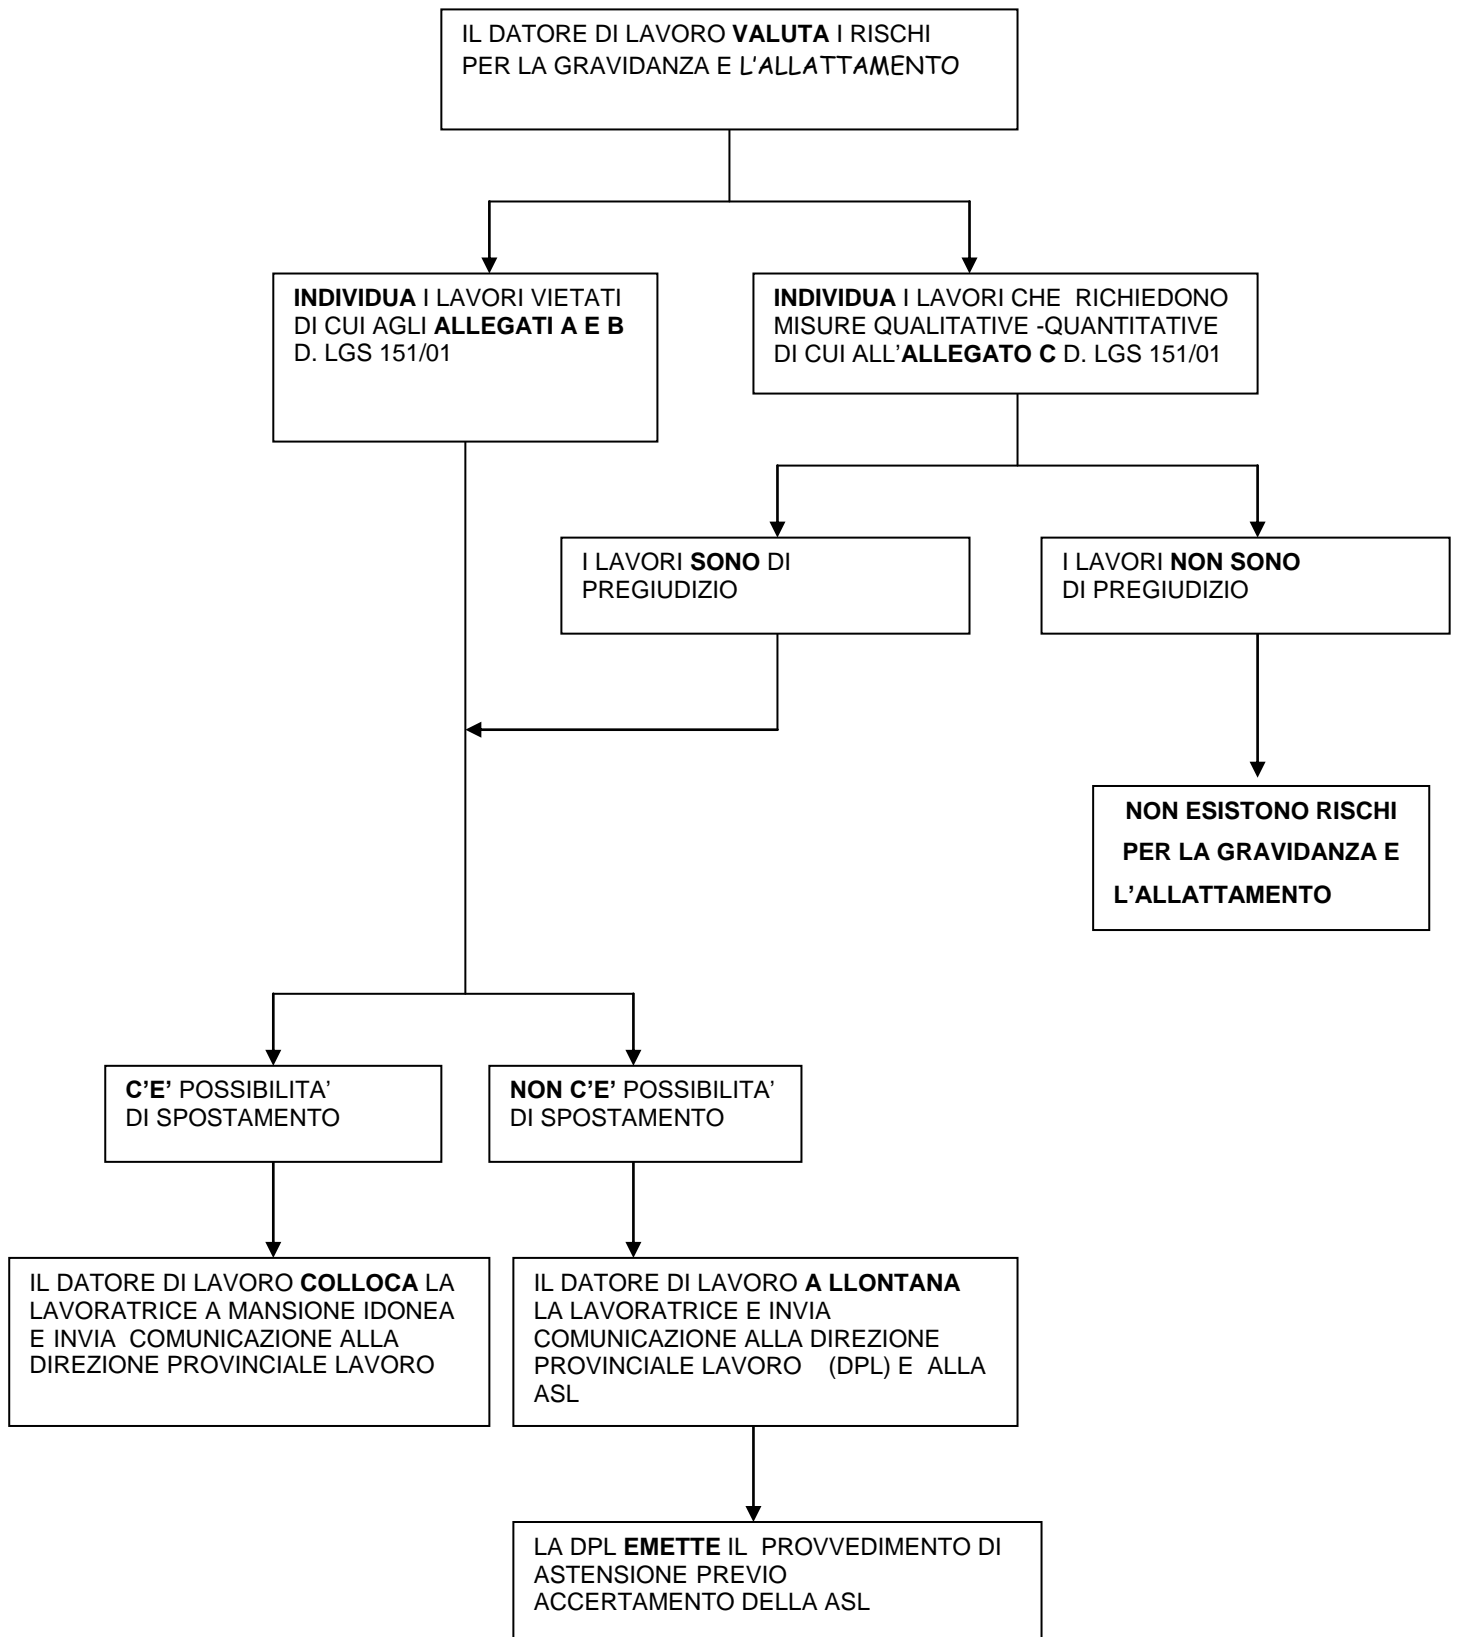 IL DATORE DI LAVORO VALUTA I RISCHI
PER LA GRAVIDANZA E L'ALLATTAMENTO
INDIVIDUA I LAVORI VIETATI
DI CUI AGLI ALLEGATI A E B
D. LGS 151/01
INDIVIDUA I LAVORI CHE RICHIEDONO
MISURE QUALITATIVE -QUANTITATIVE
DI CUI ALL’ALLEGATO C D. LGS 151/01
I LAVORI SONO DI
PREGIUDIZIO
I LAVORI NON SONO
DI PREGIUDIZIO
NON ESISTONO RISCHI
PER LA GRAVIDANZA E
L’ALLATTAMENTO
C’E’ POSSIBILITA’
DI SPOSTAMENTO
NON C’E’ POSSIBILITA’
DI SPOSTAMENTO
IL DATORE DI LAVORO COLLOCA LA
LAVORATRICE A MANSIONE IDONEA
E INVIA COMUNICAZIONE ALLA
DIREZIONE PROVINCIALE LAVORO
IL DATORE DI LAVORO A LLONTANA
LA LAVORATRICE E INVIA
COMUNICAZIONE ALLA DIREZIONE
PROVINCIALE LAVORO (DPL) E ALLA
ASL
LA DPL EMETTE IL PROVVEDIMENTO DI
ASTENSIONE PREVIO
ACCERTAMENTO DELLA ASL